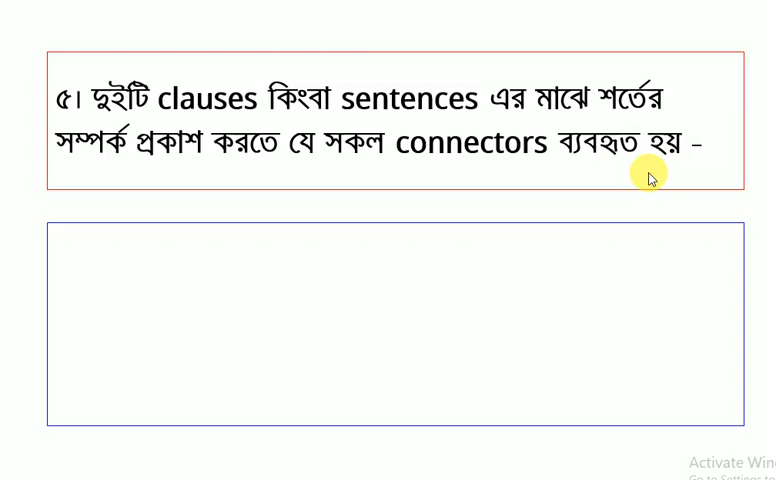 ৫। দুইটি clauses কিংবা sentences এর মাঝে শর্তের
সম্পর্ক প্রকাশ করতে যে সকল connectors ব্যবহৃত হয় -
Activate Win
Go to Settings to